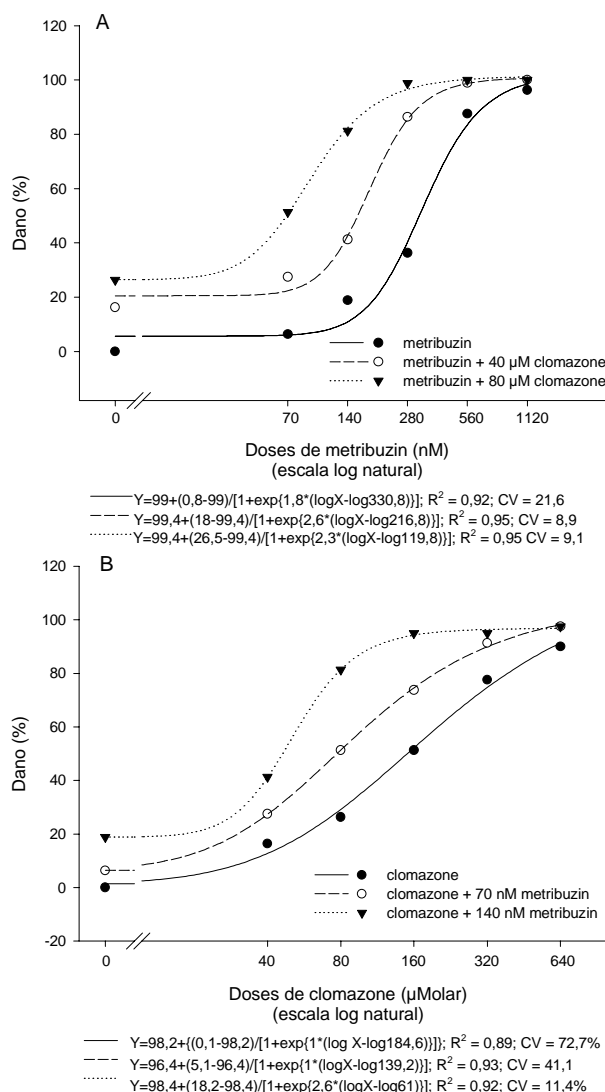 A
120
100
80
60
40
20
0
Dano (%)
0 70 140 280 560 1120
metribuzin
metribuzin + 40 µM clomazone
metribuzin + 80 µM clomazone
Doses de metribuzin (nM)
(escala log natural)
Y=99+(0,8-99)/[1+exp{1,8*(logX-log330,8)}]; R² = 0,92; CV = 21,6
Y=99,4+(18-99,4)/[1+exp{2,6*(logX-log216,8)}]; R² = 0,95; CV = 8,9
Y=99,4+(26,5-99,4)/[1+exp{2,3*(logX-log119,8)}]; R² = 0,95 CV = 9,1
B
120
100
80
60
40
20
0
-20
Dano (%)
clomazone
clomazone + 70 nM metribuzin
clomazone + 140 nM metribuzin
0 40 80 160 320 640
Doses de clomazone (µMolar)
(escala log natural)
Y=98,2+{(0,1-98,2)/[1+exp{1*(log X-log184,6)}]}; R² = 0,89; CV = 72,7%
Y=96,4+(5,1-96,4)/[1+exp{1*(logX-log139,2)}]; R² = 0,93; CV = 41,1
Y=98,4+(18,2-98,4)/[1+exp{2,6*(logX-log61)}]; R² = 0,92; CV = 11,4%